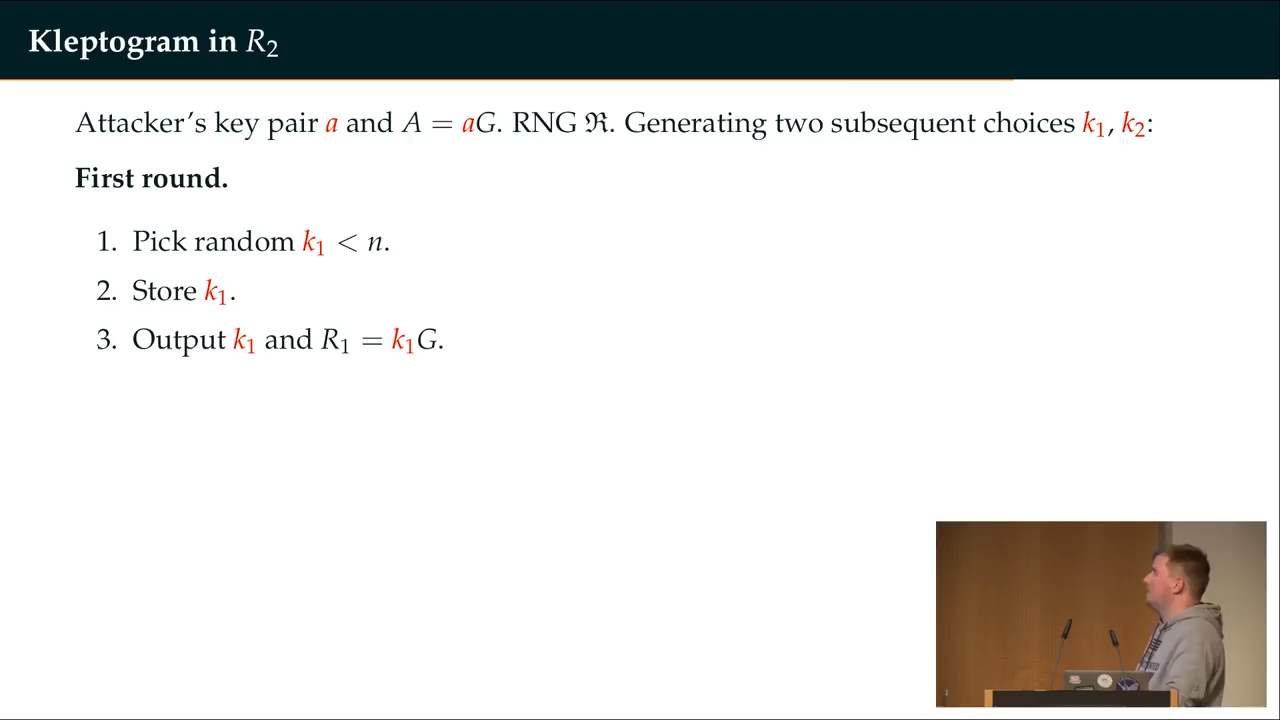 Kleptogram in R₂
Attacker's key pair a and A = aG. RNG ℜ. Generating two subsequent choices k₁, k₂:
First round.
1. Pick random k₁ < n.
2. Store k₁.
3. Output k₁ and R₁ = k₁G.